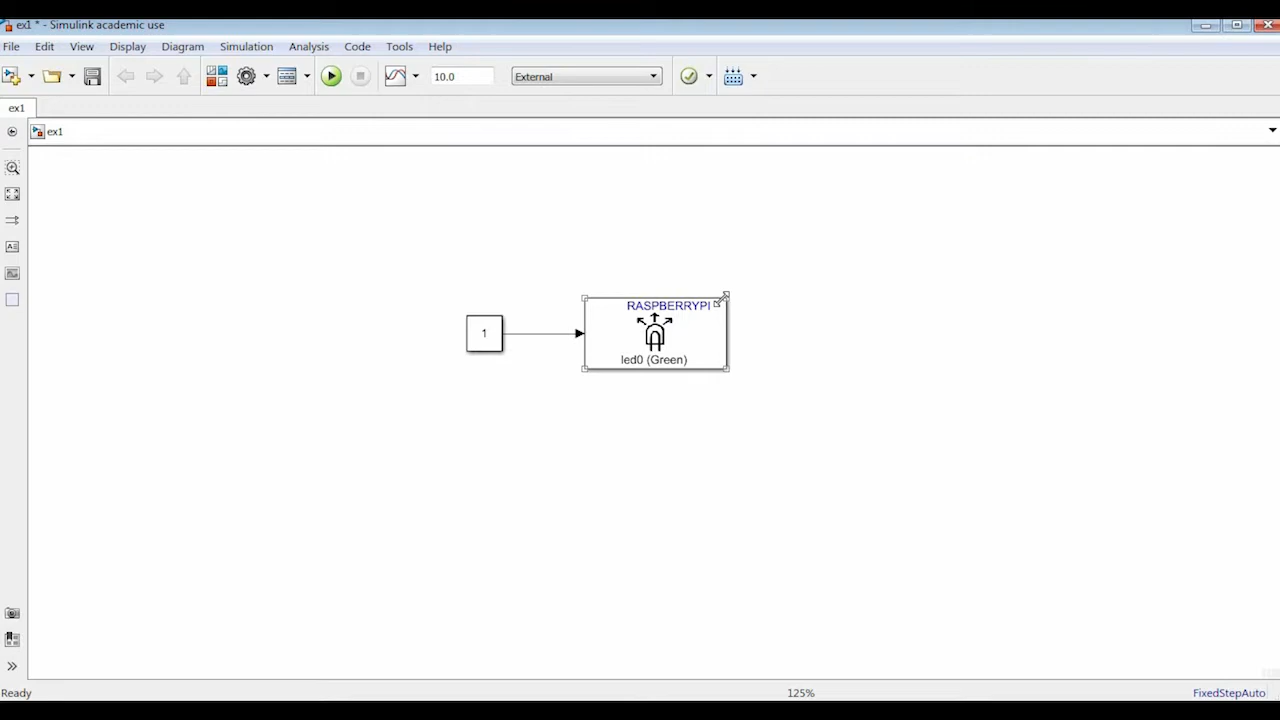 ex1 * - Simulink academic use
File Edit View Display Diagram Simulation Analysis Code Tools Help
10.0 External
ex1
ex1
RASPBERRYPI
1
led0 (Green)
Ready 125% FixedStepAuto